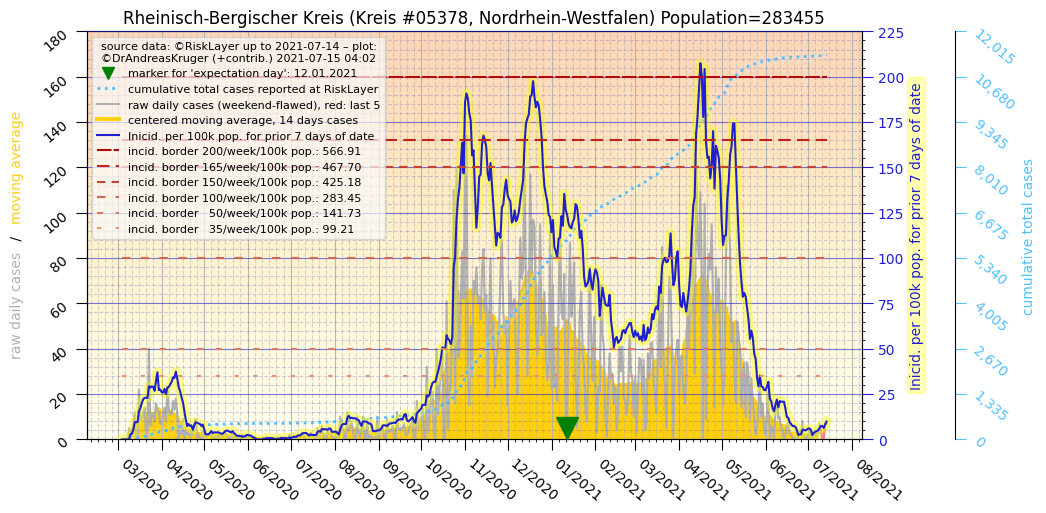 Rheinisch-Bergischer Kreis (Kreis #05378, Nordrhein-Westfalen) Population=283455
source data: ©RiskLayer up to 2021-07-14 – plot:
©DrAndreasKruger (+contrib.) 2021-07-15 04:02
marker for 'expectation day': 12.01.2021
cumulative total cases reported at RiskLayer
raw daily cases (weekend-flawed), red: last 5
centered moving average, 14 days cases
Inicid. per 100k pop. for prior 7 days of date
incid. border 200/week/100k pop.: 566.91
incid. border 165/week/100k pop.: 467.70
incid. border 150/week/100k pop.: 425.18
incid. border 100/week/100k pop.: 283.45
incid. border 50/week/100k pop.: 141.73
incid. border 35/week/100k pop.: 99.21
raw daily cases / moving average
180
160
140
120
100
80
60
40
20
0
225
200
175
150
125
100
75
50
25
0
Inicid. per 100k pop. for prior 7 days of date
12,015
10,680
9,345
8,010
6,675
5,340
4,005
2,670
1,335
0
cumulative total cases
03/2020
04/2020
05/2020
06/2020
07/2020
08/2020
09/2020
10/2020
11/2020
12/2020
01/2021
02/2021
03/2021
04/2021
05/2021
06/2021
07/2021
08/2021